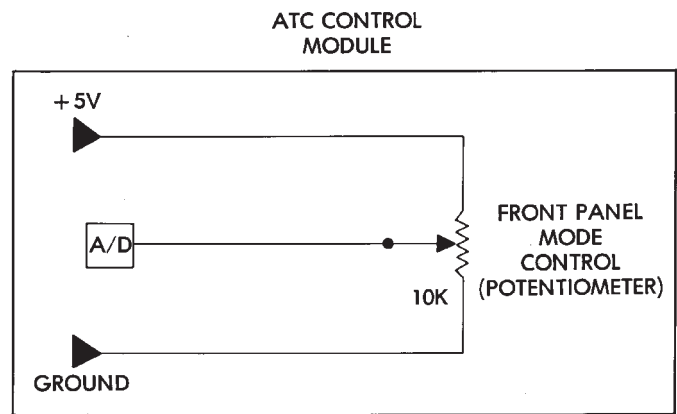 ATC CONTROL
MODULE
+5V
A/D
FRONT PANEL
MODE
CONTROL
(POTENTIOMETER)
10K
GROUND